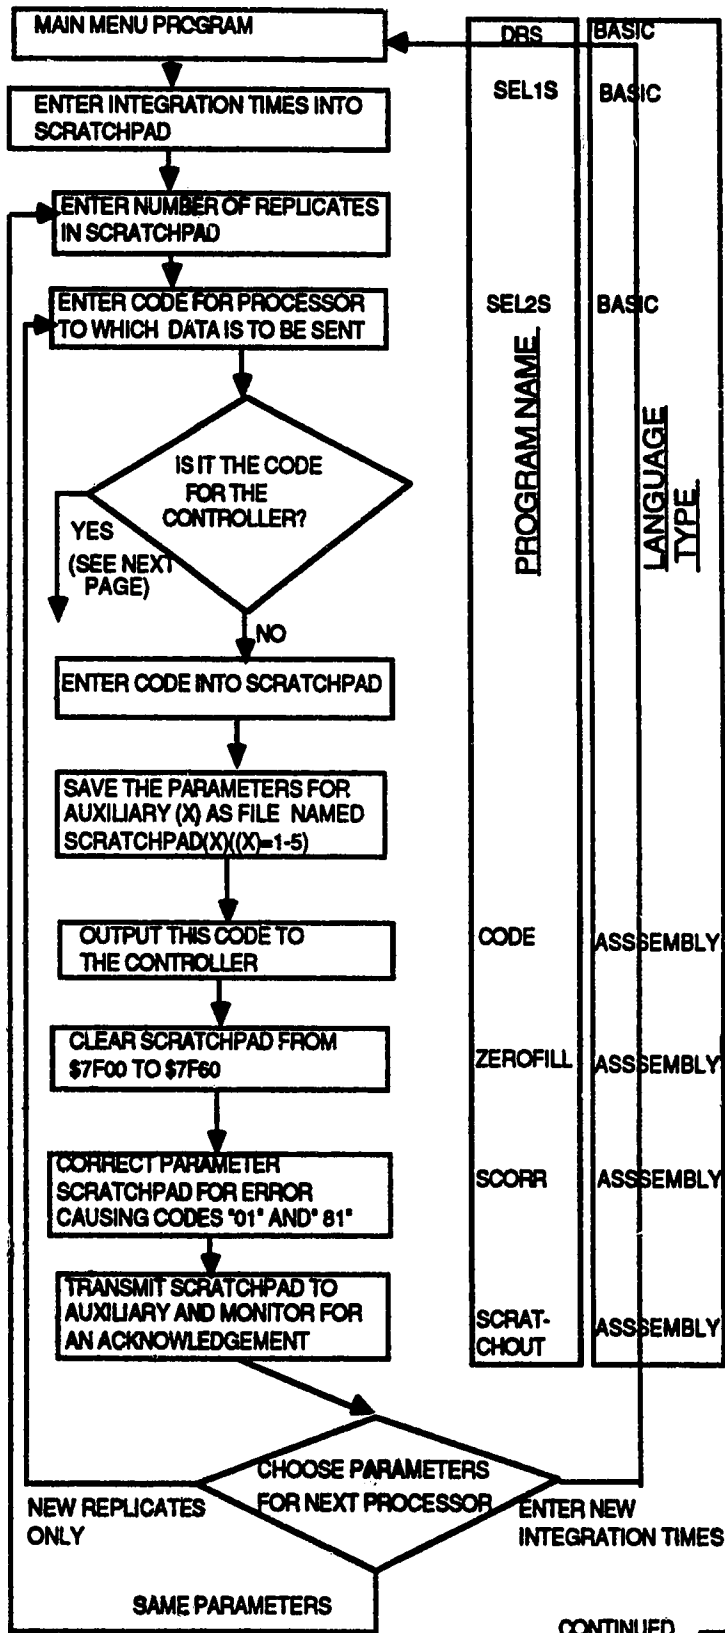 MAIN MENU PROGRAM
DRS
BASIC
ENTER INTEGRATION TIMES INTO
SCRATCHPAD
SEL1S
BASIC
ENTER NUMBER OF REPLICATES
IN SCRATCHPAD
ENTER CODE FOR PROCESSOR
TO WHICH DATA IS TO BE SENT
SEL2S
BASIC
PROGRAM NAME
LANGUAGE
TYPE
IS IT THE CODE
FOR THE
CONTROLLER?
YES
(SEE NEXT
PAGE)
NO
ENTER CODE INTO SCRATCHPAD
SAVE THE PARAMETERS FOR
AUXILIARY (X) AS FILE NAMED
SCRATCHPAD(X)((X)=1-5)
OUTPUT THIS CODE TO
THE CONTROLLER
CODE
ASSSEMBLY
CLEAR SCRATCHPAD FROM
$7F00 TO $7F60
ZEROFILL
ASSSEMBLY
CORRECT PARAMETER
SCRATCHPAD FOR ERROR
CAUSING CODES "01" AND" 81"
SCORR
ASSSEMBLY
TRANSMIT SCRATCHPAD TO
AUXILIARY AND MONITOR FOR
AN ACKNOWLEDGEMENT
SCRAT-
CHOUT
ASSSEMBLY
CHOOSE PARAMETERS
FOR NEXT PROCESSOR
NEW REPLICATES
ONLY
ENTER NEW
INTEGRATION TIMES
SAME PARAMETERS
CONTINUED